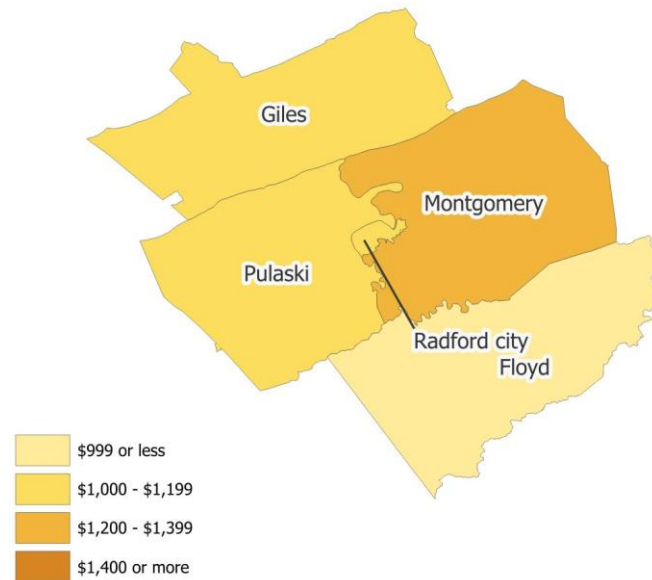 Giles
Montgomery
Pulaski
Radford city
Floyd
$999 or less
$1,000 - $1,199
$1,200 - $1,399
$1,400 or more